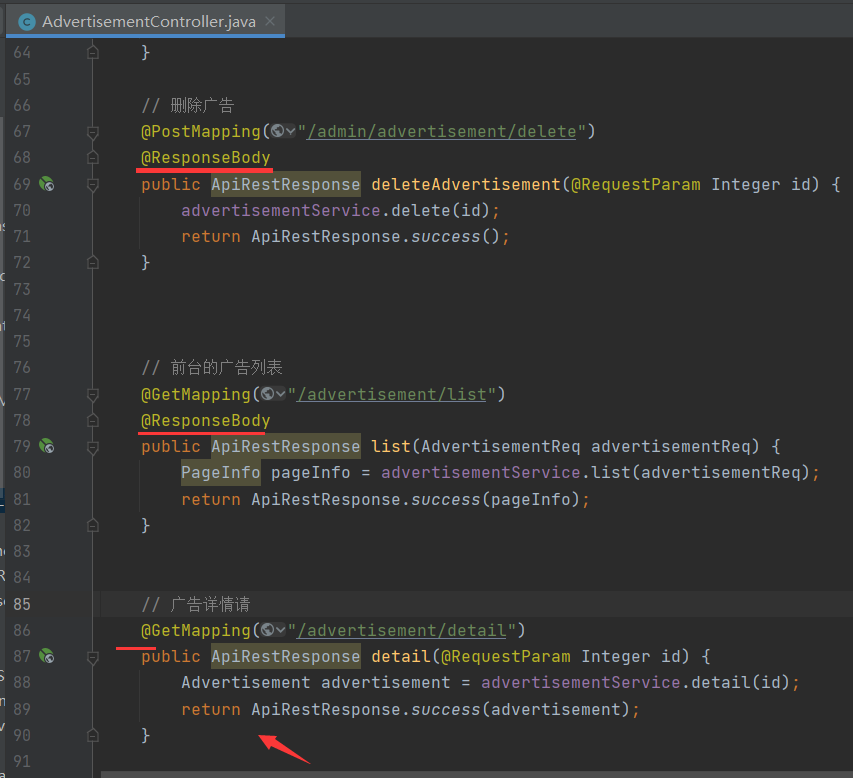 AdvertisementController.java
64 }
65
66 // 删除广告
67 @PostMapping("/admin/advertisement/delete")
68 @ResponseBody
69 public ApiRestResponse deleteAdvertisement(@RequestParam Integer id) {
70 advertisementService.delete(id);
71 return ApiRestResponse.success();
72 }
73
74
75
76 // 前台的广告列表
77 @GetMapping("/advertisement/list")
78 @ResponseBody
79 public ApiRestResponse list(AdvertisementReq advertisementReq) {
80 PageInfo pageInfo = advertisementService.list(advertisementReq);
81 return ApiRestResponse.success(pageInfo);
82 }
83
84
85 // 广告详情请
86 @GetMapping("/advertisement/detail")
87 public ApiRestResponse detail(@RequestParam Integer id) {
88 Advertisement advertisement = advertisementService.detail(id);
89 return ApiRestResponse.success(advertisement);
90 }
91